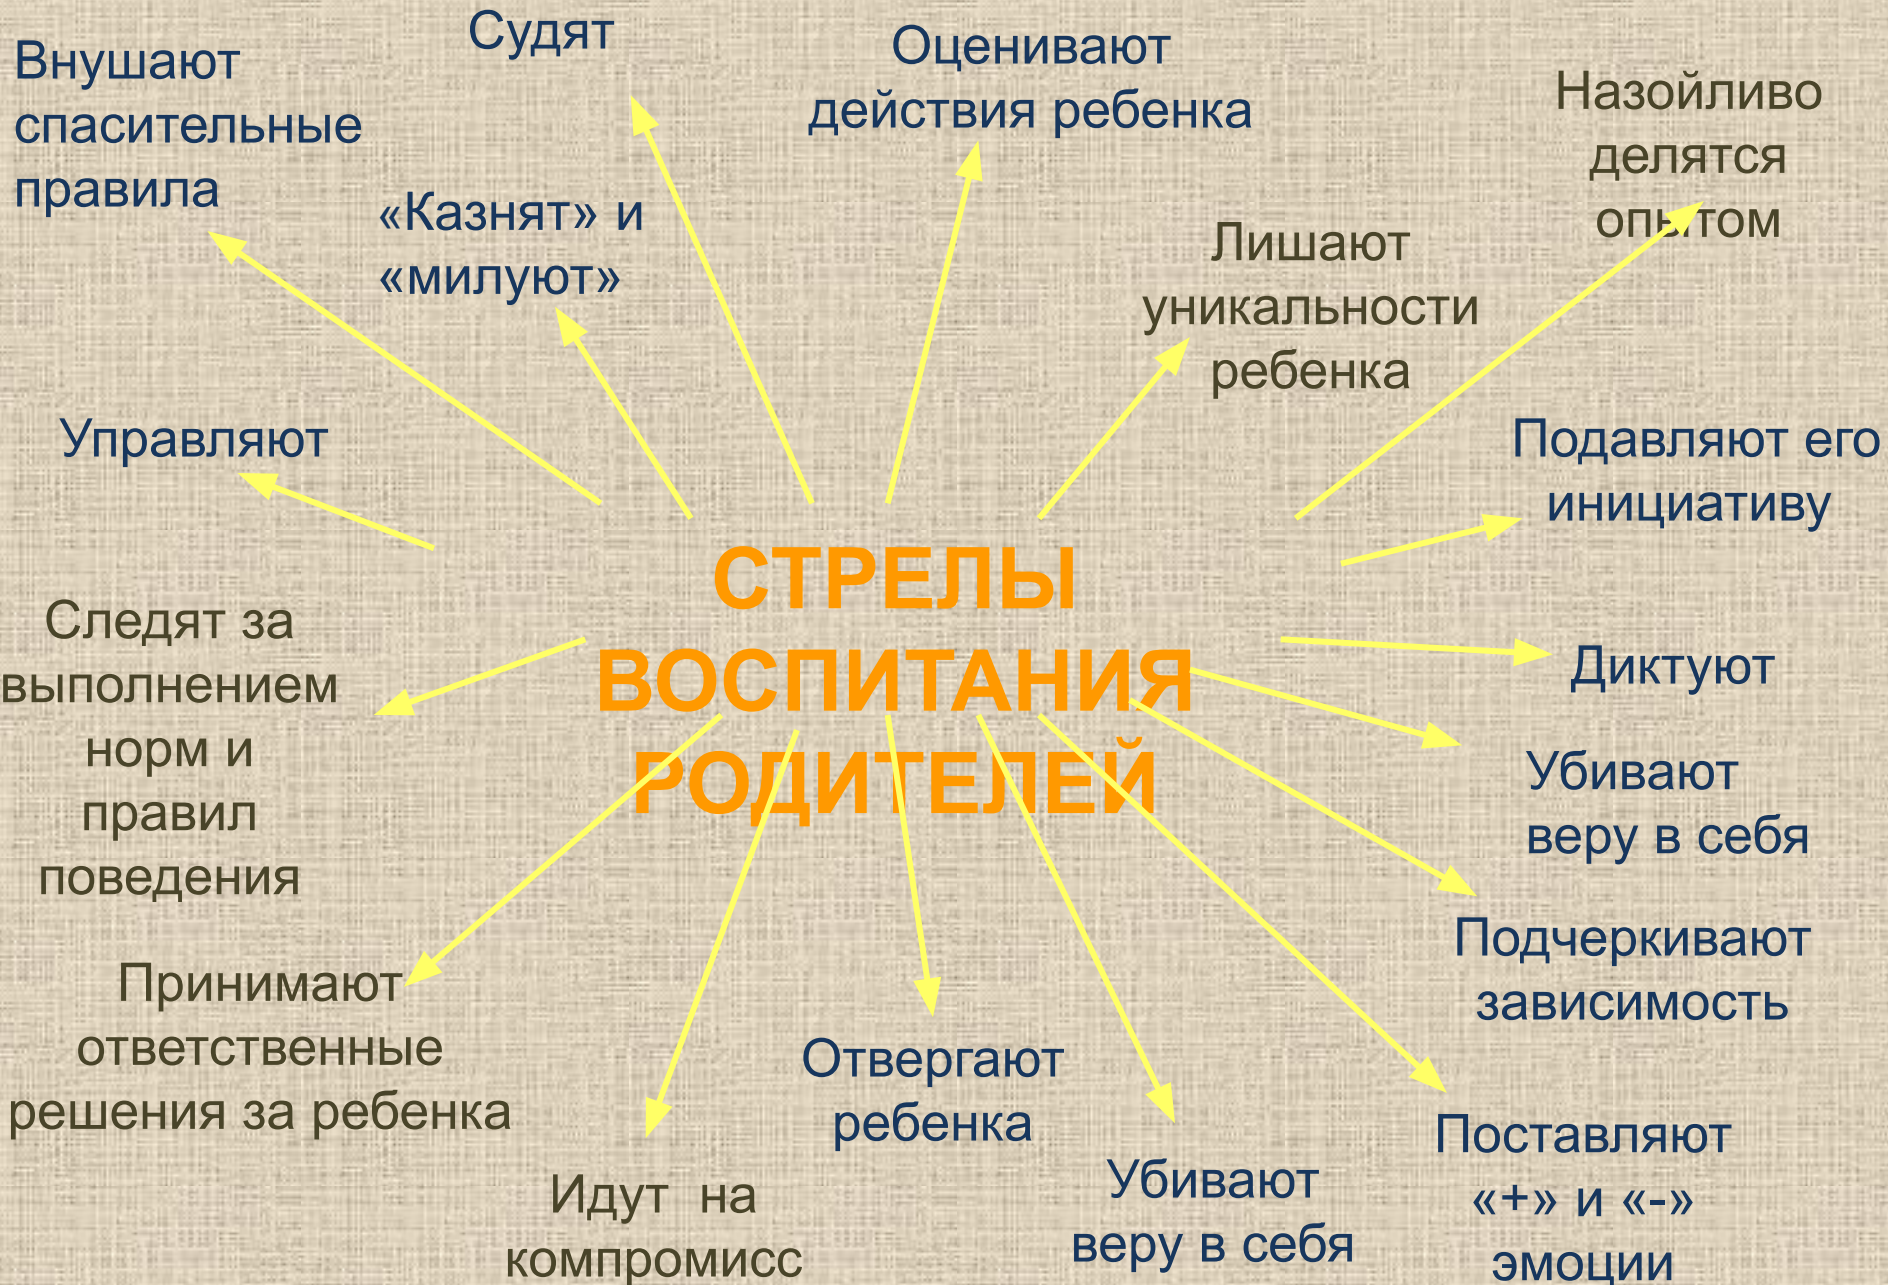 Судят
Внушают
спасительные
правила
Оценивают
действия ребенка
Назойливо
делятся
опытом
«Казнят» и
«милуют»
Лишают
уникальности
ребенка
Управляют
Подавляют его
инициативу
СТРЕЛЫ
ВОСПИТАНИЯ
РОДИТЕЛЕЙ
Следят за
выполнением
норм и
правил
поведения
Диктуют
Убивают
веру в себя
Подчеркивают
зависимость
Принимают
ответственные
решения за ребенка
Отвергают
ребенка
Идут на
компромисс
Убивают
веру в себя
Поставляют
«+» и «-»
эмоции